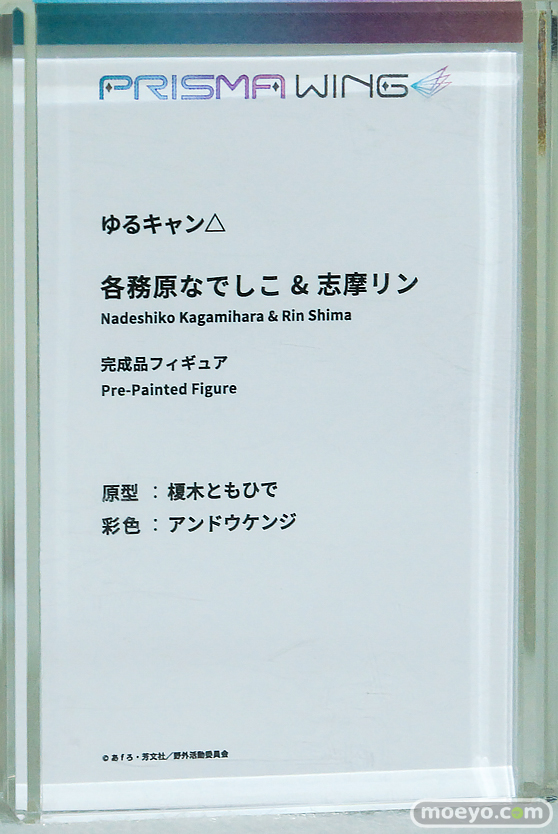 PRISMA WING
ゆるキャン△
各務原なでしこ & 志摩リン
Nadeshiko Kagamihara & Rin Shima
完成品フィギュア
Pre-Painted Figure
原型 ： 榎木ともひで
彩色 ： アンドウケンジ
© あfろ・芳文社／野外活動委員会
moeyo.com